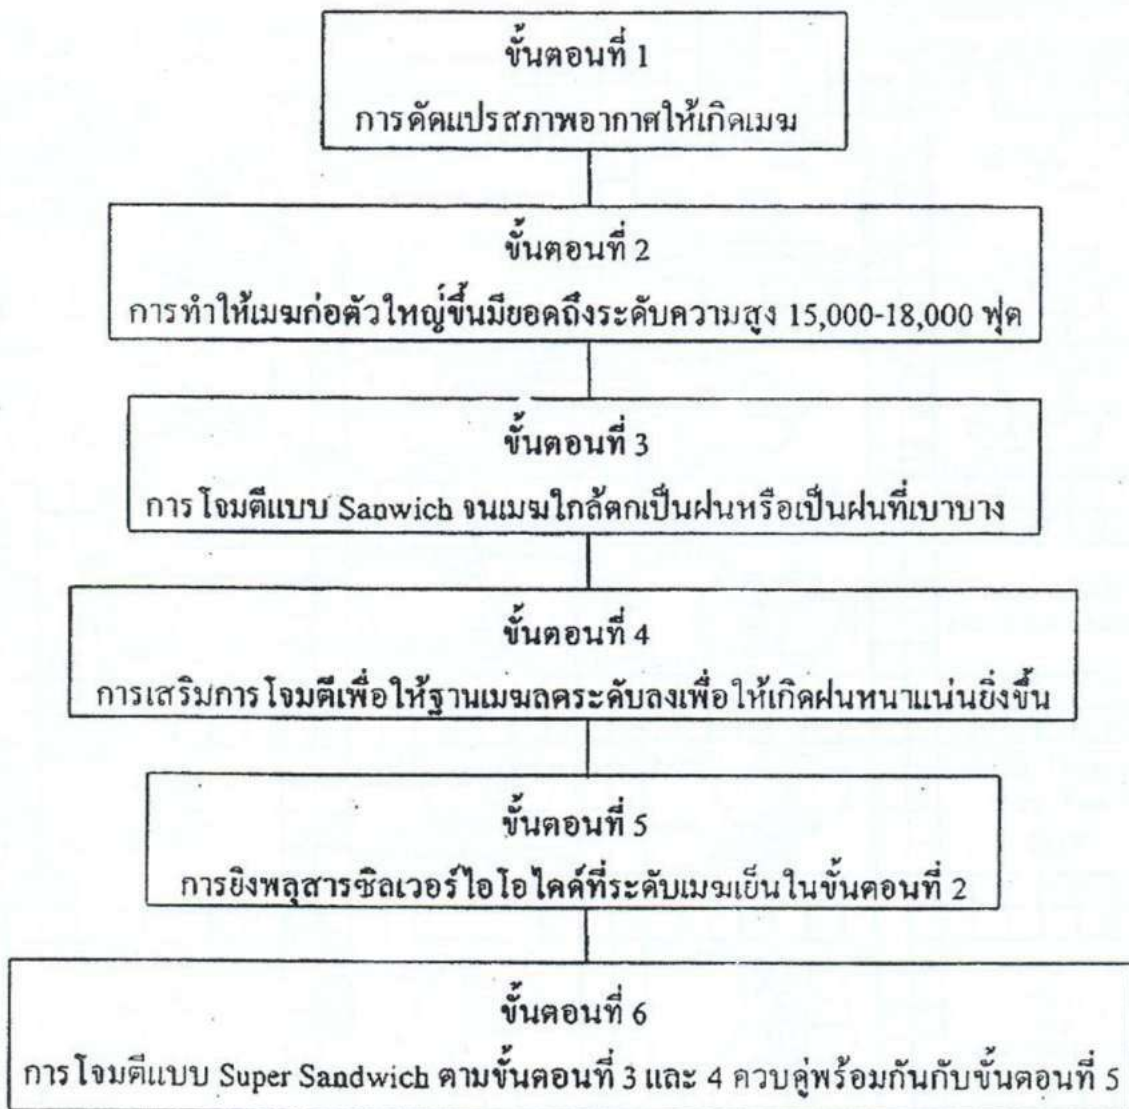 ขั้นตอนที่ 1
การดัดแปรสภาพอากาศให้เกิดเมฆ
ขั้นตอนที่ 2
การทำให้เมฆก่อตัวใหญ่ขึ้นมียอดถึงระดับความสูง 15,000-18,000 ฟุต
ขั้นตอนที่ 3
การโจมตีแบบ Sanwich จนเมฆใกล้ตกเป็นฝนหรือเป็นฝนที่เบาบาง
ขั้นตอนที่ 4
การเสริมการโจมตีเพื่อให้ฐานเมฆลดระดับลงเพื่อให้เกิดฝนหนาแน่นยิ่งขึ้น
ขั้นตอนที่ 5
การยิงพลุสารซิลเวอร์ไอโอไดด์ที่ระดับเมฆเย็นในขั้นตอนที่ 2
ขั้นตอนที่ 6
การโจมตีแบบ Super Sandwich ตามขั้นตอนที่ 3 และ 4 ควบคู่พร้อมกันกับขั้นตอนที่ 5